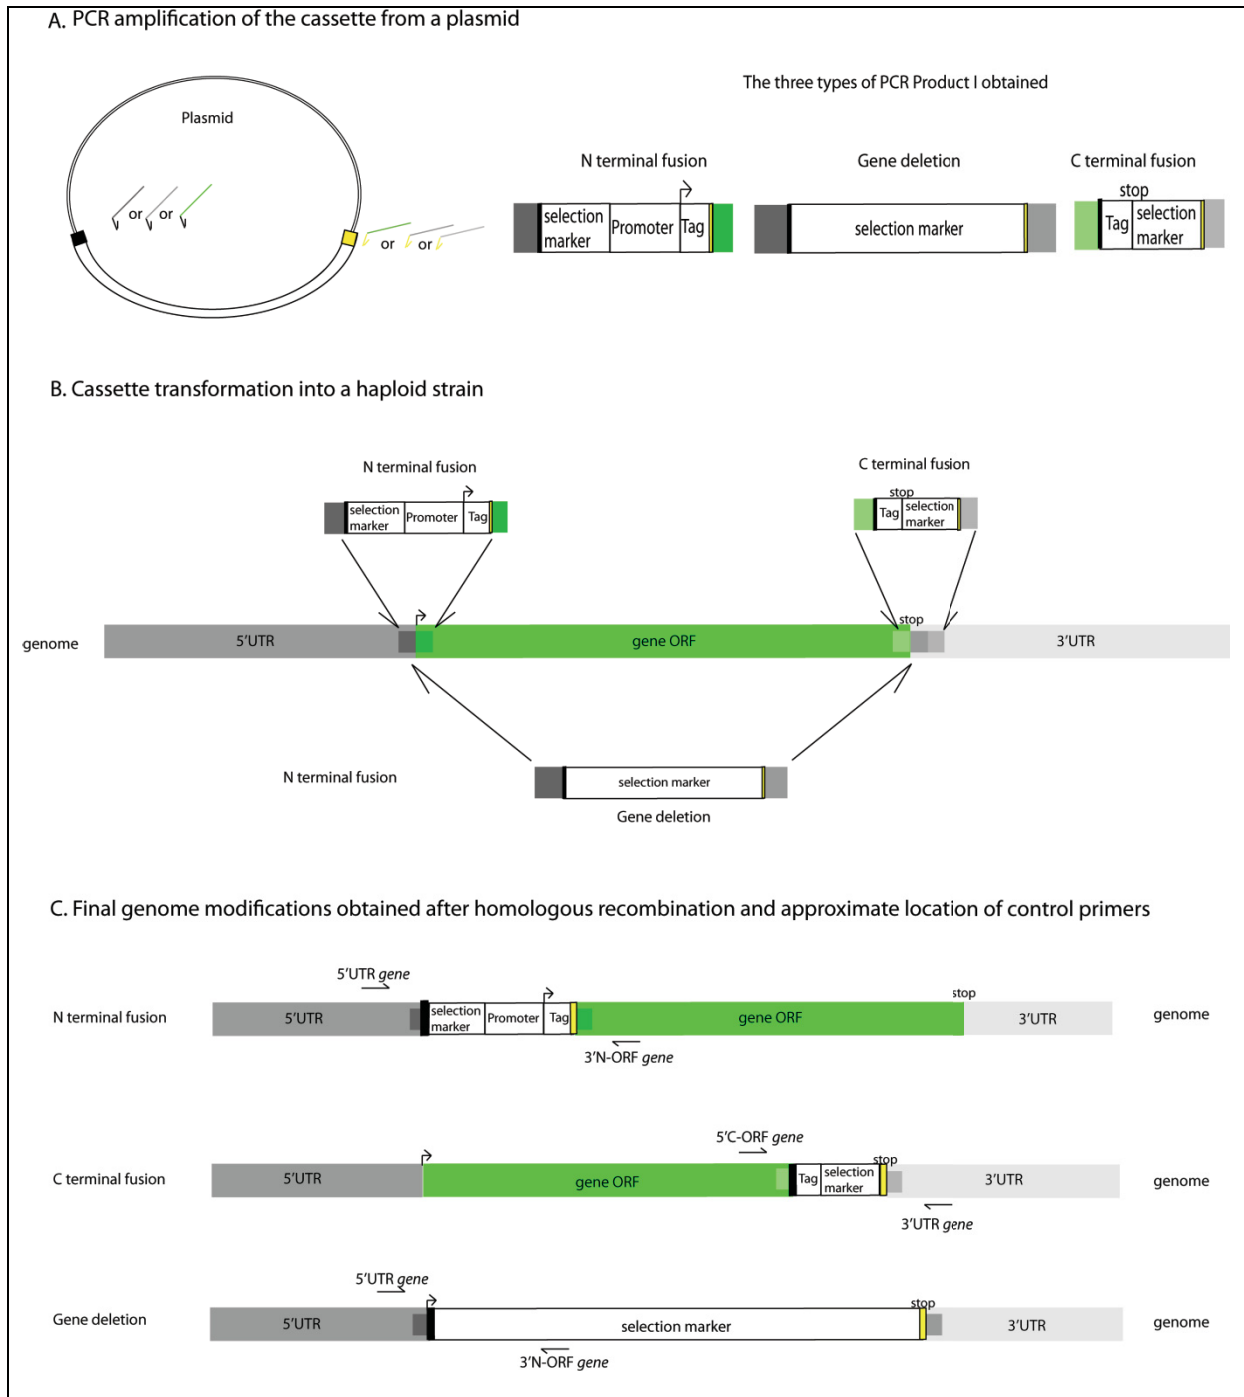 A. PCR amplification of the cassette from a plasmid
The three types of PCR Product I obtained
Plasmid
or or
or or
N terminal fusion
selection marker
Promoter
Tag
Gene deletion
selection marker
C terminal fusion
stop
Tag
selection marker
B. Cassette transformation into a haploid strain
N terminal fusion
selection marker
Promoter
Tag
C terminal fusion
stop
Tag
selection marker
genome
5'UTR
gene ORF
stop
3'UTR
N terminal fusion
selection marker
Gene deletion
C. Final genome modifications obtained after homologous recombination and approximate location of control primers
5'UTR gene
N terminal fusion
5'UTR
selection marker
Promoter
Tag
gene ORF
stop
3'UTR
genome
3'N-ORF gene
5'C-ORF gene
C terminal fusion
5'UTR
gene ORF
Tag
selection marker
stop
3'UTR
genome
3'UTR gene
5'UTR gene
Gene deletion
5'UTR
selection marker
stop
3'UTR
genome
3'N-ORF gene